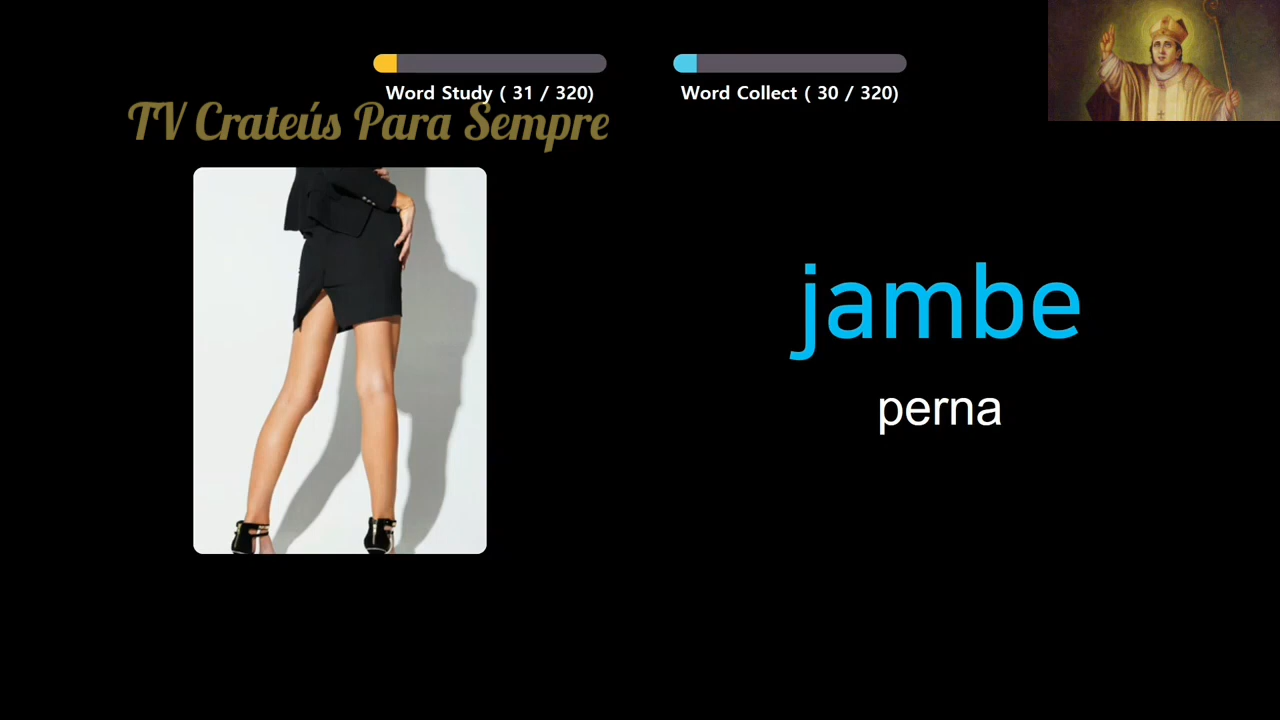 Word Study ( 31 / 320)
Word Collect ( 30 / 320)
TV Crateús Para Sempre
jambe
perna